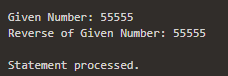 Given Number: 55555
Reverse of Given Number: 55555
Statement processed.